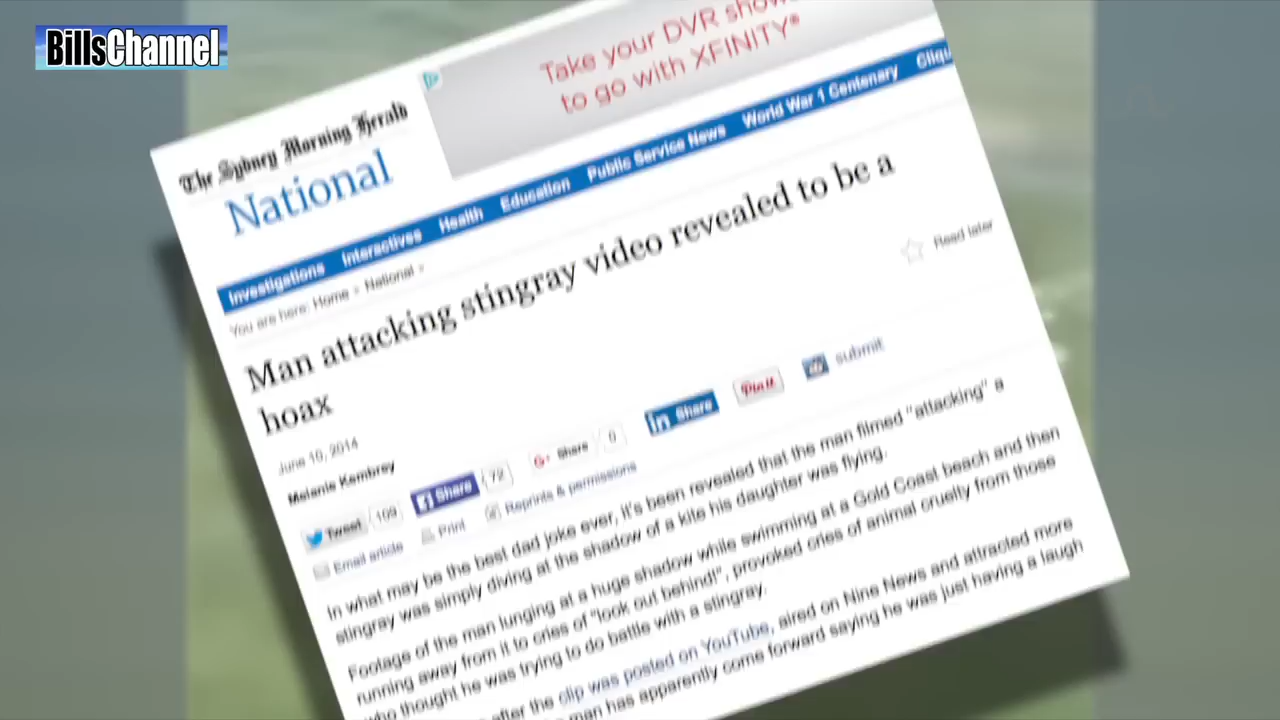 BillsChannel
Take your DVR show
to go with XFINITY®
The Sydney Morning Herald
National
Investigations Interactives Health Education Public Service News World War 1 Centenary Cliqu
You are here: Home » National »
Man attacking stingray video revealed to be a
hoax
Read later
June 10, 2014
Melanie Kembrey
Tweet 109 Share 72 G+ Share 0 in Share Pin it submit
Email article Print Reprints & permissions
In what may be the best dad joke ever, it's been revealed that the man filmed "attacking" a
stingray was simply diving at the shadow of a kite his daughter was flying.
Footage of the man lunging at a huge shadow while swimming at a Gold Coast beach and then
running away from it to cries of "look out behind!", provoked cries of animal cruelty from those
who thought he was trying to do battle with a stingray.
after the clip was posted on YouTube, aired on Nine News and attracted more
man has apparently come forward saying he was just having a laugh